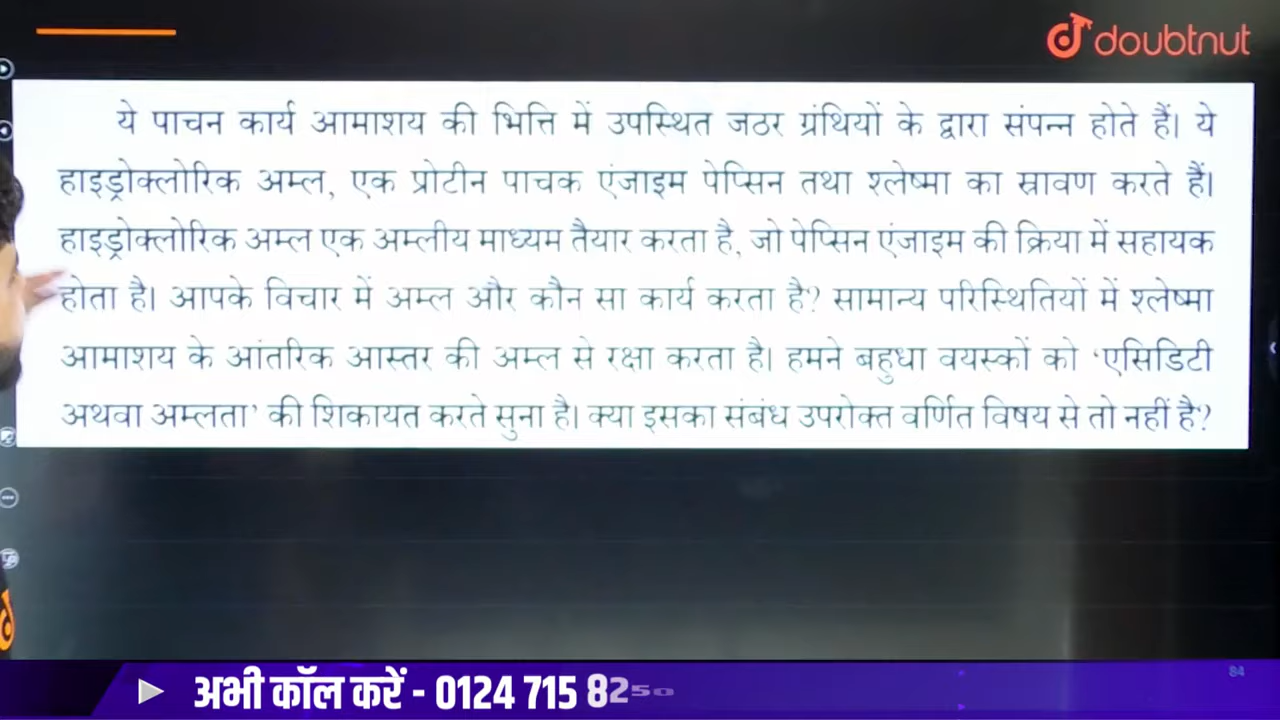 doubtnut
ये पाचन कार्य आमाशय की भित्ति में उपस्थित जठर ग्रंथियों के द्वारा संपन्न होते हैं। ये
हाइड्रोक्लोरिक अम्ल, एक प्रोटीन पाचक एंजाइम पेप्सिन तथा श्लेष्मा का स्रावण करते हैं।
हाइड्रोक्लोरिक अम्ल एक अम्लीय माध्यम तैयार करता है, जो पेप्सिन एंजाइम की क्रिया में सहायक
होता है। आपके विचार में अम्ल और कौन सा कार्य करता है? सामान्य परिस्थितियों में श्लेष्मा
आमाशय के आंतरिक आस्तर की अम्ल से रक्षा करता है। हमने बहुधा वयस्कों को ‘एसिडिटी
अथवा अम्लता’ की शिकायत करते सुना है। क्या इसका संबंध उपरोक्त वर्णित विषय से तो नहीं है?
84
अभी कॉल करें - 0124 715 8250